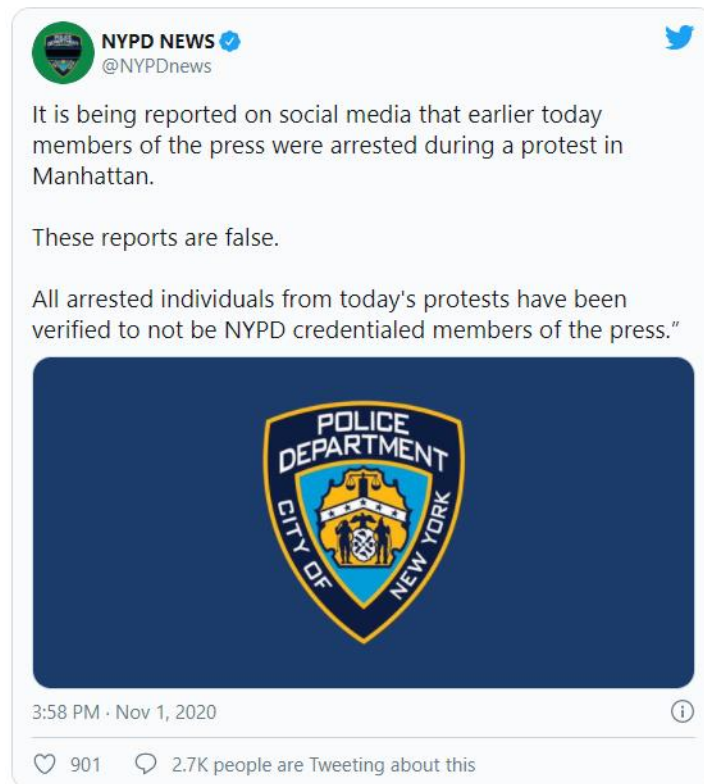 NYPD NEWS
@NYPDnews
It is being reported on social media that earlier today
members of the press were arrested during a protest in
Manhattan.
These reports are false.
All arrested individuals from today's protests have been
verified to not be NYPD credentialed members of the press.”
POLICE
DEPARTMENT
CITY OF
NEW YORK
3:58 PM · Nov 1, 2020
901
2.7K people are Tweeting about this